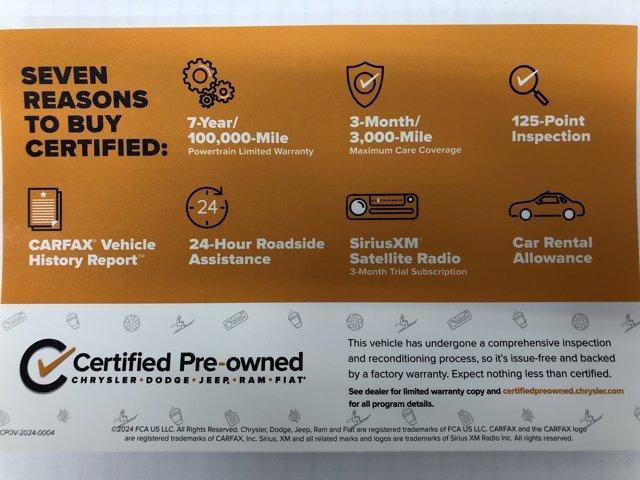 SEVEN
REASONS
TO BUY
CERTIFIED:
7-Year/
100,000-Mile
Powertrain Limited Warranty
3-Month/
3,000-Mile
Maximum Care Coverage
125-Point
Inspection
CARFAX® Vehicle
History Report™
24
24-Hour Roadside
Assistance
SiriusXM®
Satellite Radio
3-Month Trial Subscription
Car Rental
Allowance
Certified Pre-owned
CHRYSLER • DODGE • JEEP® • RAM • FIAT®
This vehicle has undergone a comprehensive inspection
and reconditioning process, so it's issue-free and backed
by a factory warranty. Expect nothing less than certified.
See dealer for limited warranty copy and certifiedpreowned.chrysler.com
for all program details.
CPOV-2024-0004
©2024 FCA US LLC. All Rights Reserved. Chrysler, Dodge, Jeep, Ram and Fiat are registered trademarks of FCA US LLC. CARFAX and the CARFAX logo
are registered trademarks of CARFAX, Inc. Sirius, XM and all related marks and logos are trademarks of Sirius XM Radio Inc. All rights reserved.